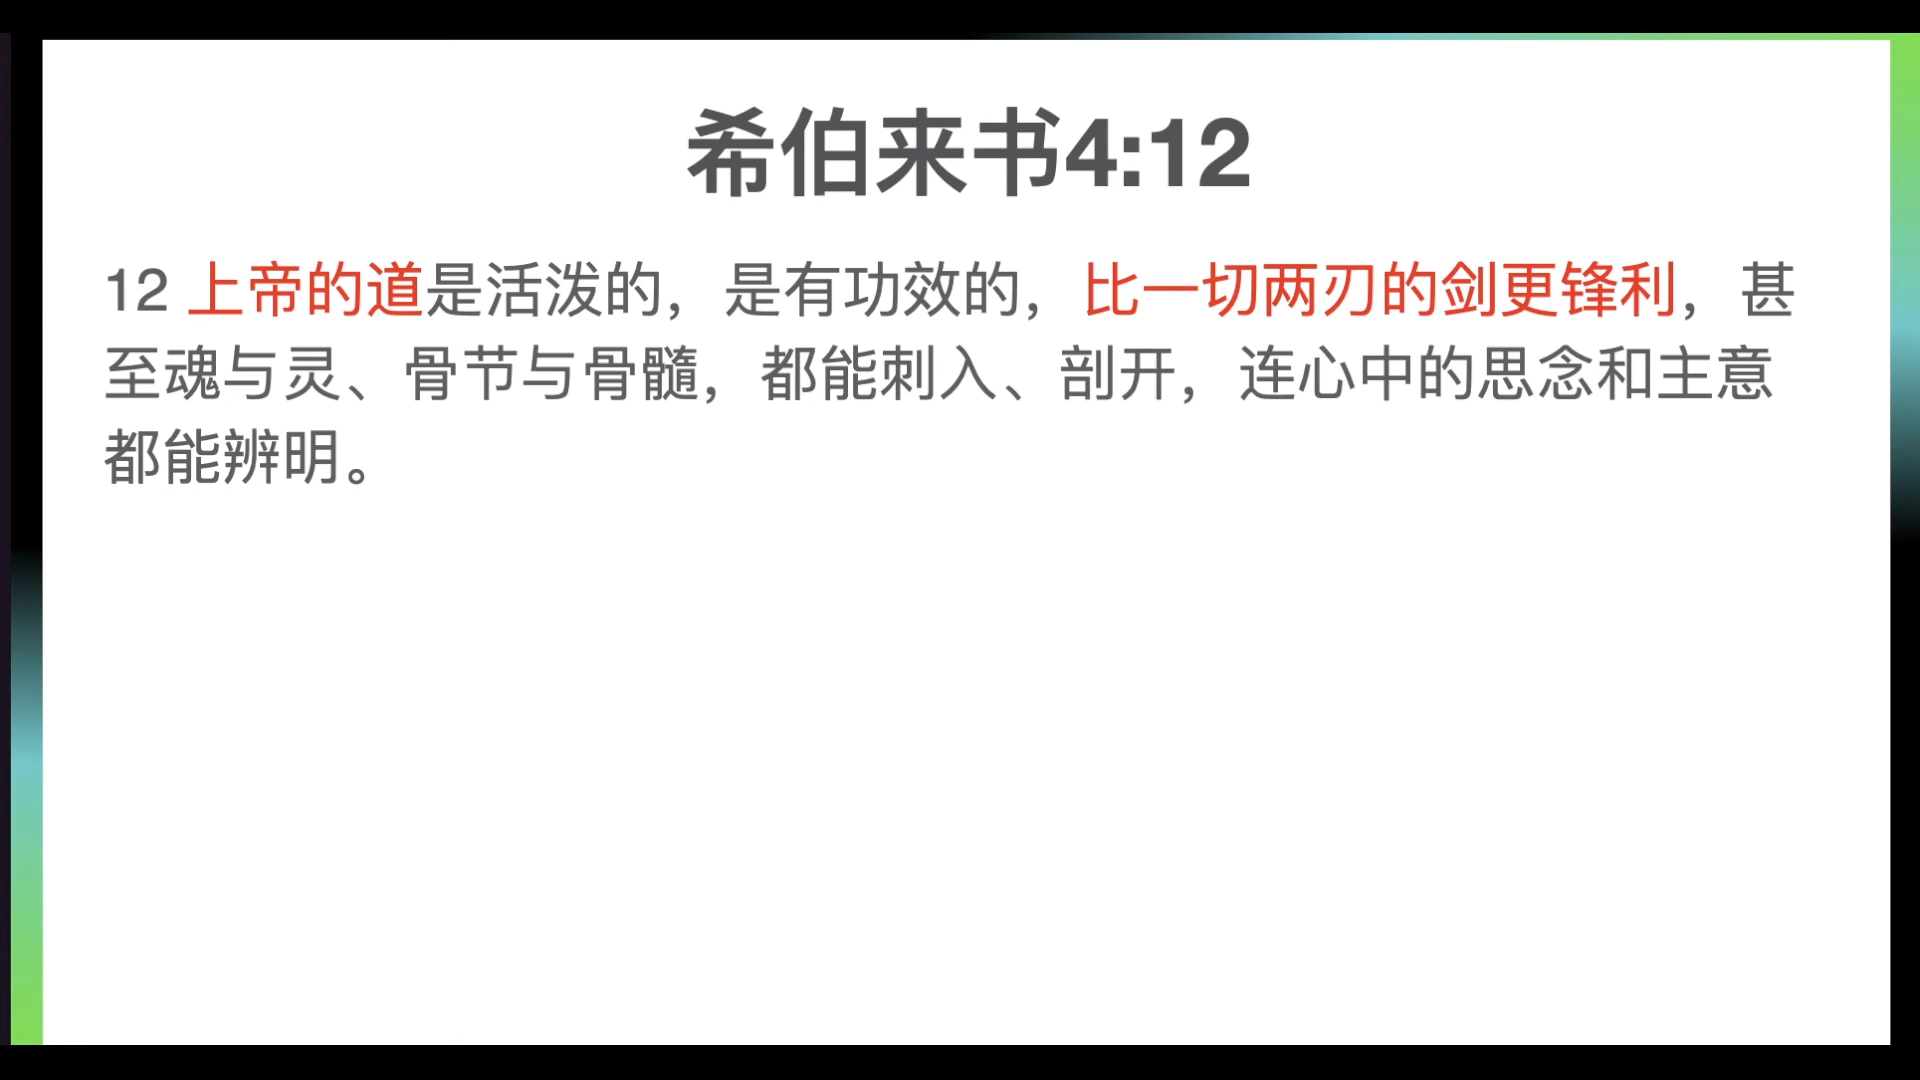 希伯来书4:12
12 上帝的道是活泼的，是有功效的，比一切两刃的剑更锋利，甚
至魂与灵、骨节与骨髓，都能刺入、剖开，连心中的思念和主意
都能辨明。